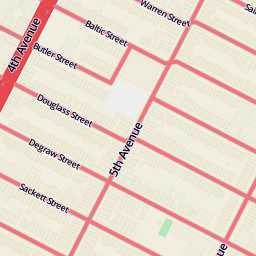 Warren Street
Baltic Street
4th Avenue
Butler Street
Douglass Street
5th Avenue
Degraw Street
Sackett Street